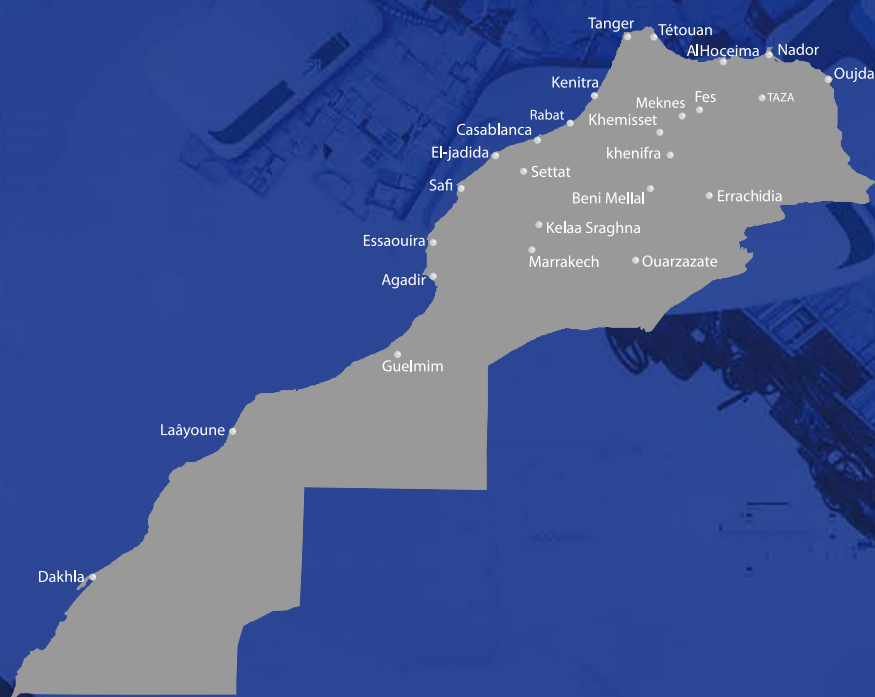 Tanger
Tétouan
AlHoceima
Nador
Oujda
Kenitra
Meknes
Fes
TAZA
Rabat
Khemisset
Casablanca
El-jadida
khenifra
Settat
Safi
Beni Mellal
Errachidia
Kelaa Sraghna
Essaouira
Marrakech
Ouarzazate
Agadir
Guelmim
Laâyoune
Dakhla